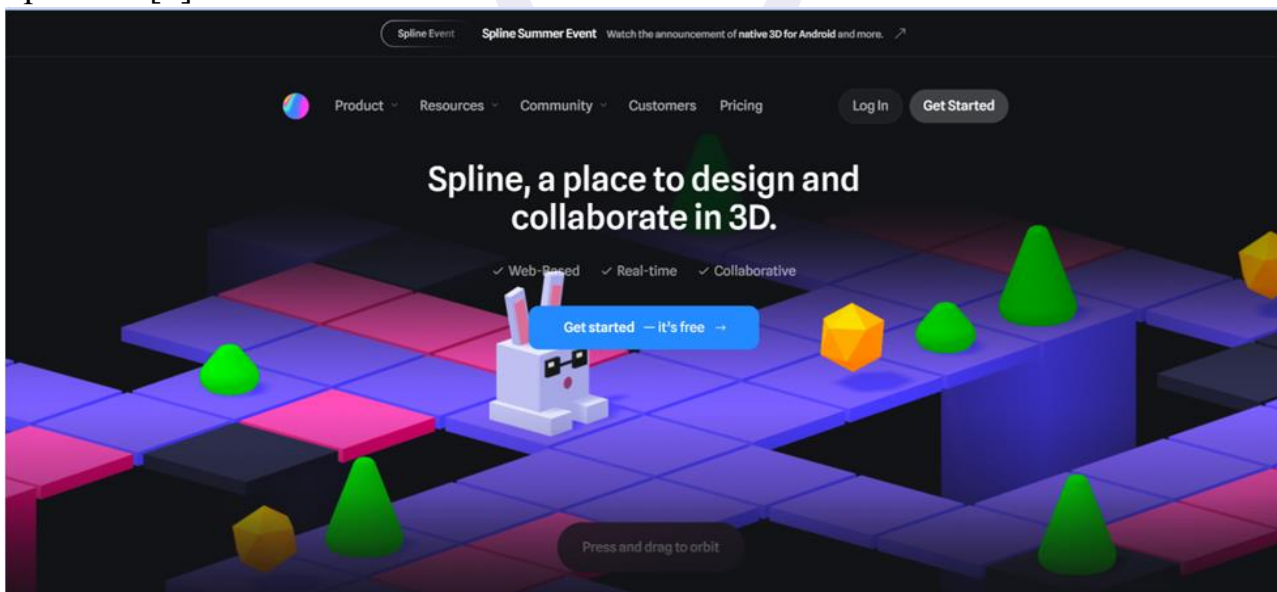 Spline Event Spline Summer Event Watch the announcement of native 3D for Android and more. ↗
Product Resources Community Customers Pricing Log In Get Started
Spline, a place to design and
collaborate in 3D.
✓ Web-Based ✓ Real-time ✓ Collaborative
Get started — it's free →
Press and drag to orbit